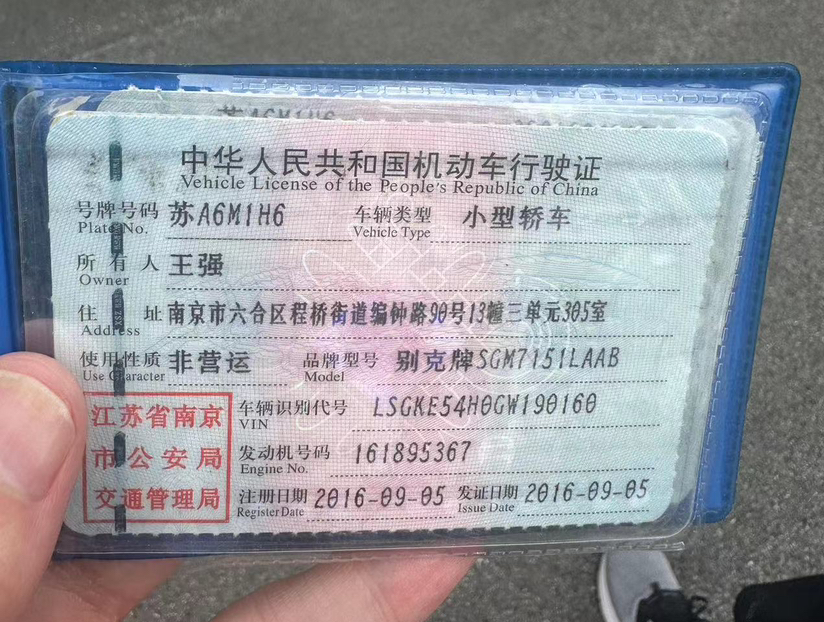 苏A6M1H6
中华人民共和国机动车行驶证
Vehicle License of the People's Republic of China
号牌号码 苏A6M1H6 车辆类型 小型轿车
Plate No. Vehicle Type
所有人 王强
Owner
住址 南京市六合区程桥街道编钟路90号13幢三单元305室
Address
使用性质 非营运 品牌型号 别克牌SGM7151LAAB
Use Character Model
江苏省南京 车辆识别代号 LSGKE54H0GW190160
VIN
市公安局 发动机号码 161895367
Engine No.
交通管理局 注册日期 2016-09-05 发证日期 2016-09-05
Register Date Issue Date